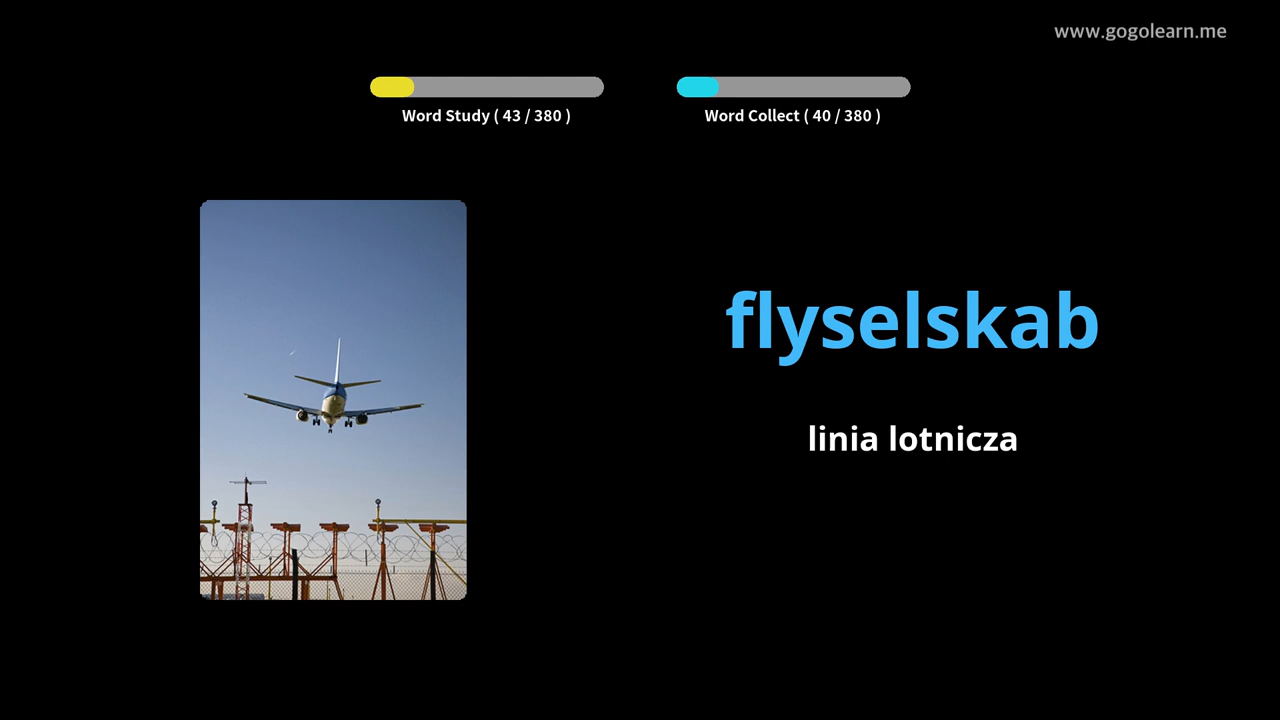 www.gogolearn.me
Word Study ( 43 / 380 )
Word Collect ( 40 / 380 )
flyselskab
linia lotnicza